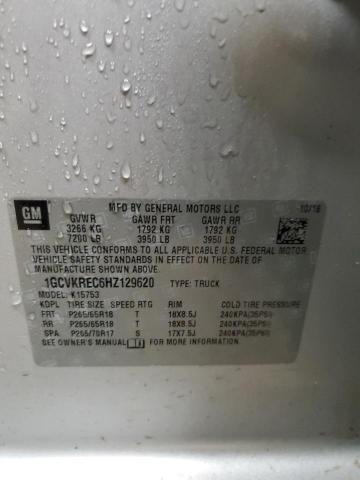 GM
MFD BY GENERAL MOTORS LLC 10/16
GVWR GAWR FRT GAWR RR
3266 KG 1792 KG 1792 KG
7200 LB 3950 LB 3950 LB
THIS VEHICLE CONFORMS TO ALL APPLICABLE U.S. FEDERAL MOTOR
VEHICLE SAFETY STANDARDS IN EFFECT ON THE DATE OF
MANUFACTURE SHOWN ABOVE.
1GCVKREC6HZ129620 TYPE: TRUCK
MODEL: K15753
TIRE SIZE SPEED RTG RIM COLD TIRE PRESSURE
FRT P265/65R18 T 18X8.5J 240KPA(35PSI)
RR P265/65R18 T 18X8.5J 240KPA(35PSI)
SPA P265/70R17 S 17X7.5J 240KPA(35PSI)
SEE OWNER'S MANUAL FOR MORE INFORMATION